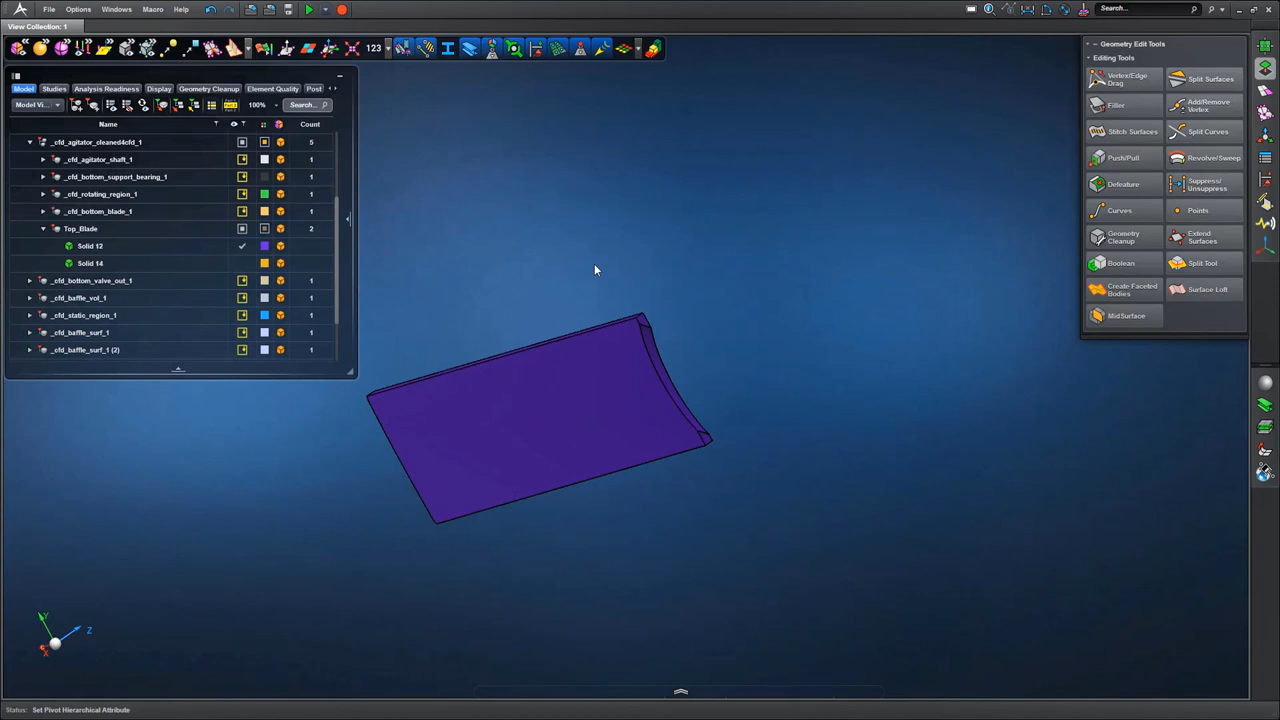 File Options Windows Macro Help Search...
View Collection: 1
123
Model Studies Analysis Readiness Display Geometry Cleanup Element Quality Post
Model Vi... 100% Search...
Name Count
_cfd_agitator_cleaned4cfd_1 5
_cfd_agitator_shaft_1 1
_cfd_bottom_support_bearing_1 1
_cfd_rotating_region_1 1
_cfd_bottom_blade_1 1
Top_Blade 2
Solid 12
Solid 14
_cfd_bottom_valve_out_1 1
_cfd_baffle_vol_1 1
_cfd_static_region_1 1
_cfd_baffle_surf_1 1
_cfd_baffle_surf_1 (2) 1
Geometry Edit Tools
Editing Tools
Vertex/Edge Drag Split Surfaces
Filler Add/Remove Vertex
Stitch Surfaces Split Curves
Push/Pull Revolve/Sweep
Defeature Suppress/Unsuppress
Curves Points
Geometry Cleanup Extend Surfaces
Boolean Split Tool
Create Faceted Bodies Surface Loft
MidSurface
Y
Z
X
Status: Set Pivot Hierarchical Attribute